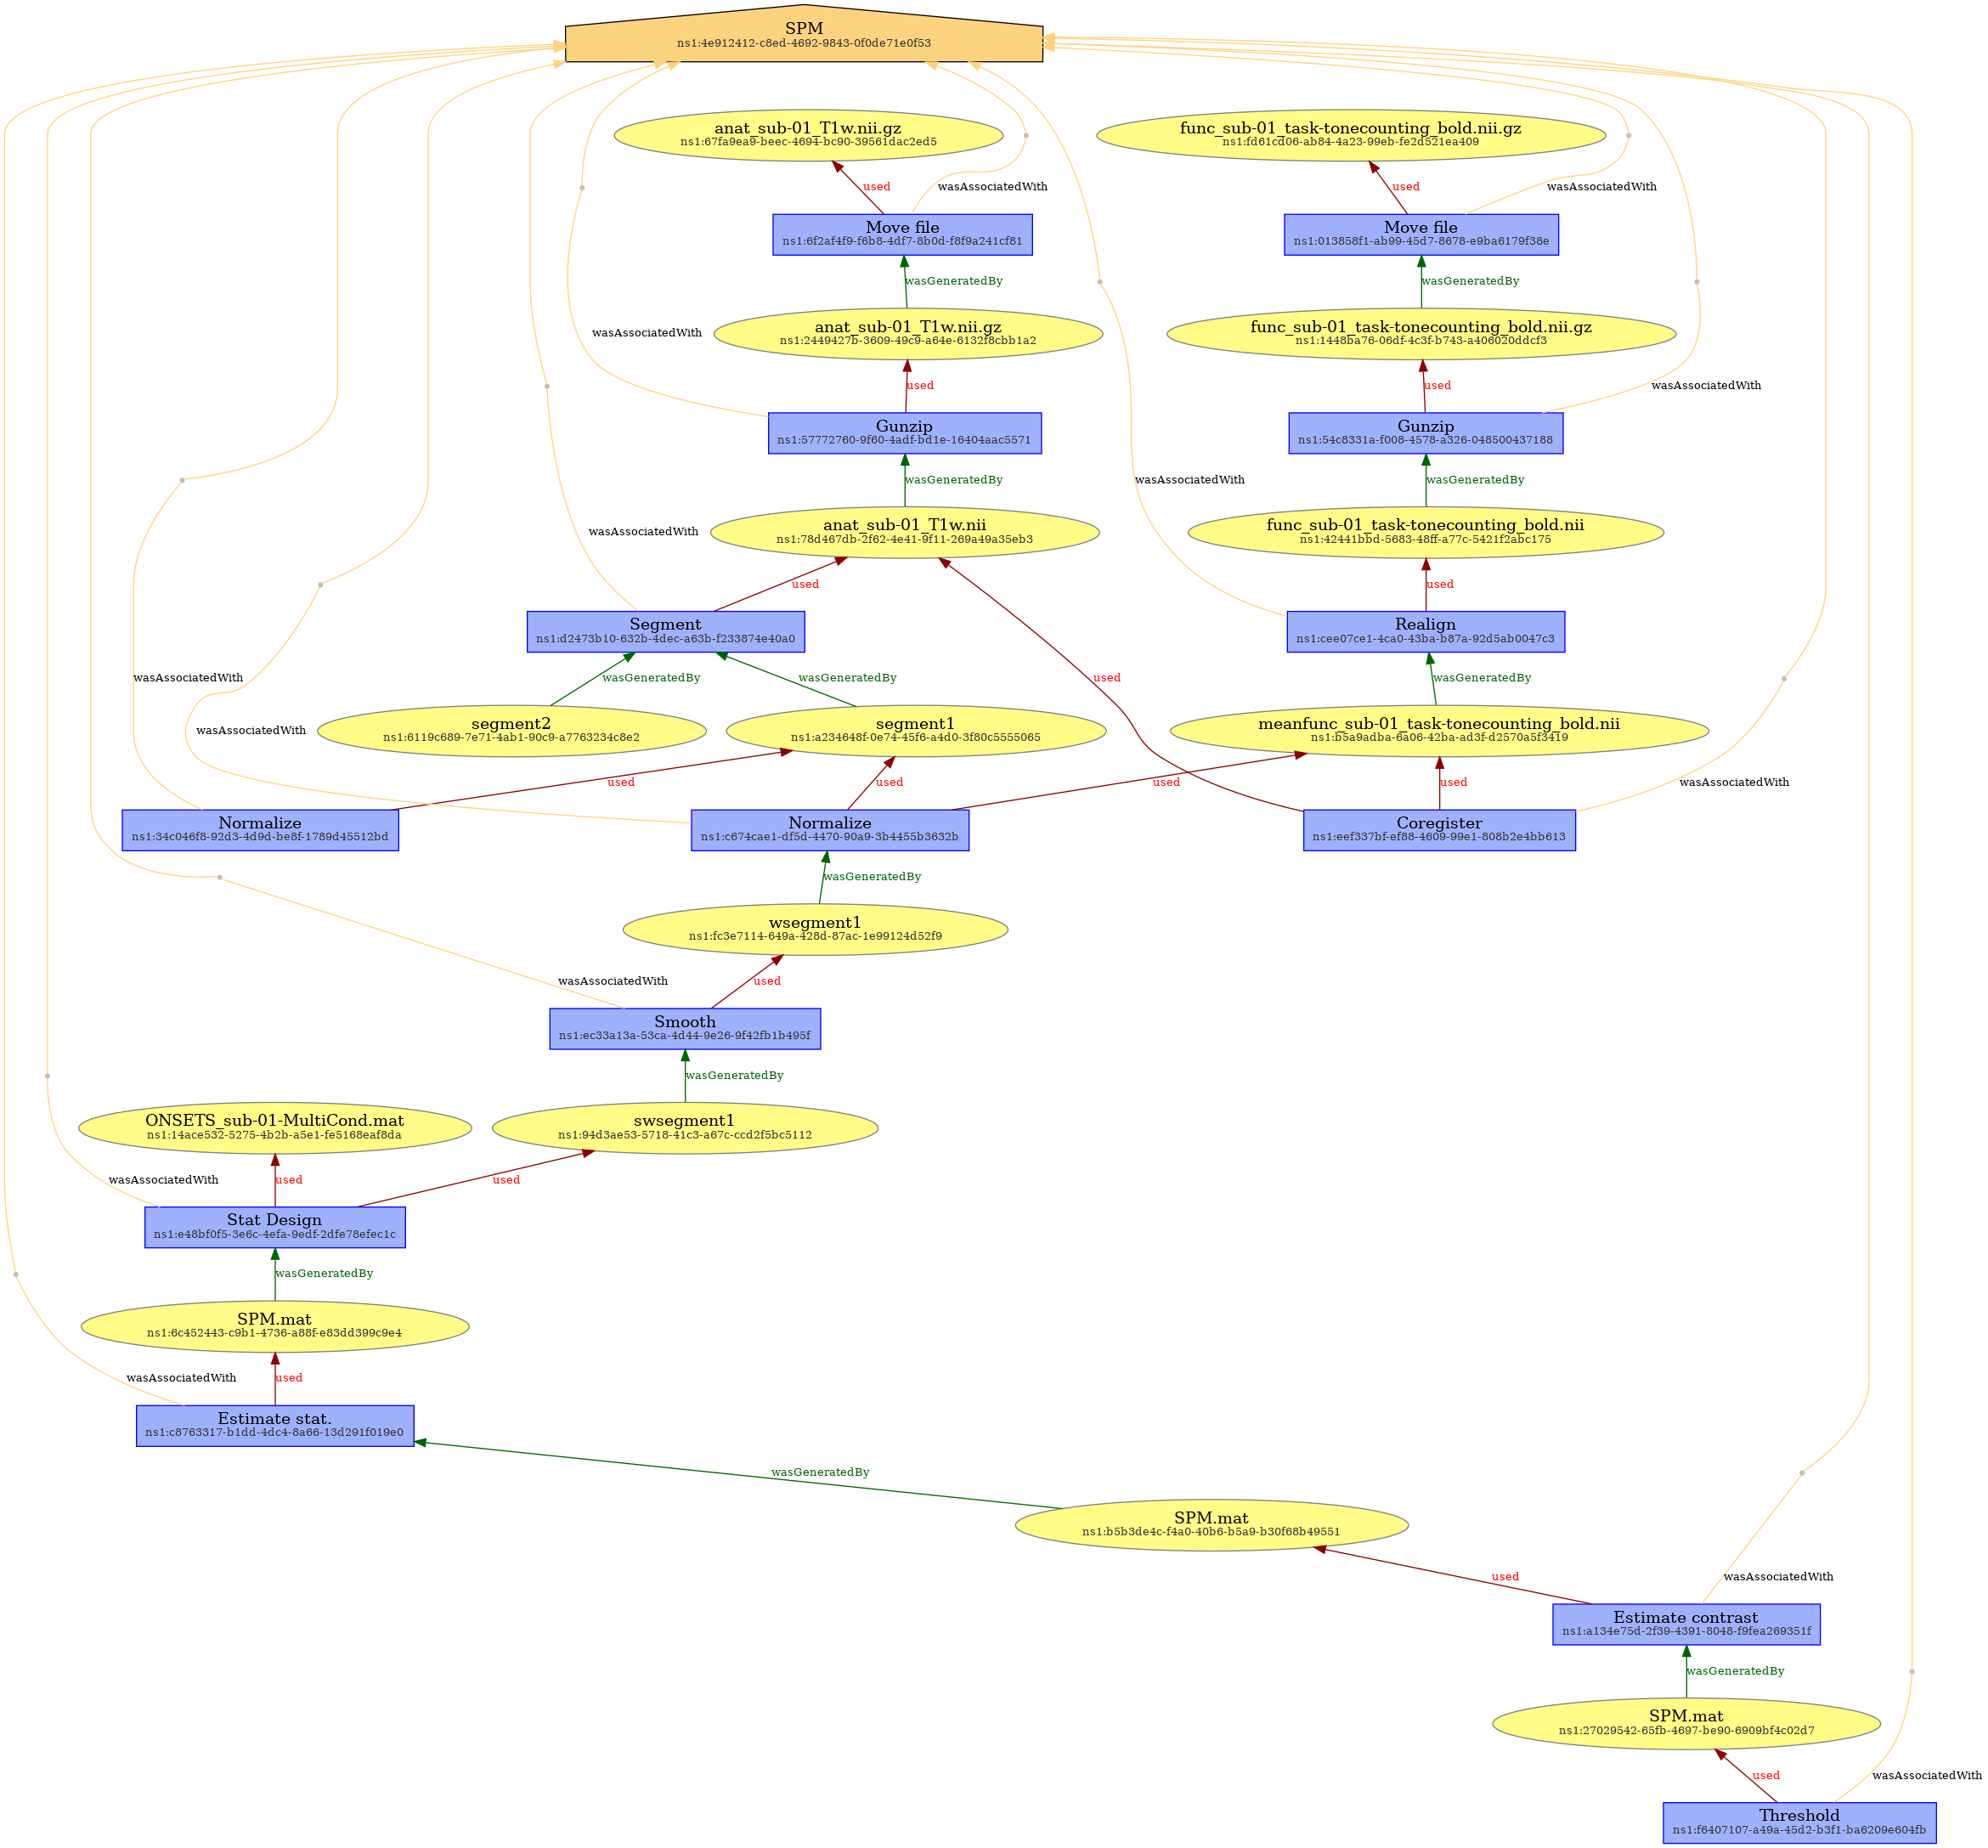 SPM
ns1:4e912412-c8ed-4692-9843-0f0de71e0f53
anat_sub-01_T1w.nii.gz
ns1:67fa9ea9-beec-4694-bc90-39561dac2ed5
func_sub-01_task-tonecounting_bold.nii.gz
ns1:fd61cd06-ab84-4a23-99eb-fe2d521ea409
used
wasAssociatedWith
used
wasAssociatedWith
Move file
ns1:6f2af4f9-f6b8-4df7-8b0d-f8f9a241cf81
Move file
ns1:013858f1-ab99-45d7-8678-e9ba6179f38e
wasGeneratedBy
wasGeneratedBy
anat_sub-01_T1w.nii.gz
ns1:2449427b-3609-49c9-a64e-6132f8cbb1a2
func_sub-01_task-tonecounting_bold.nii.gz
ns1:1448ba76-06df-4c3f-b743-a406020ddcf3
wasAssociatedWith
used
used
wasAssociatedWith
Gunzip
ns1:57772760-9f60-4adf-bd1e-16404aac5571
Gunzip
ns1:54c8331a-f008-4578-a326-048500437188
wasGeneratedBy
wasAssociatedWith
wasGeneratedBy
wasAssociatedWith
anat_sub-01_T1w.nii
ns1:78d467db-2f62-4e41-9f11-269a49a35eb3
func_sub-01_task-tonecounting_bold.nii
ns1:42441bbd-5683-48ff-a77c-5421f2abc175
used
used
Segment
ns1:d2473b10-632b-4dec-a63b-f233874e40a0
Realign
ns1:cee07ce1-4ca0-43ba-b87a-92d5ab0047c3
wasAssociatedWith
wasGeneratedBy
wasGeneratedBy
used
wasGeneratedBy
wasAssociatedWith
segment2
ns1:6119c689-7e71-4ab1-90c9-a7763234c8e2
segment1
ns1:a234648f-0e74-45f6-a4d0-3f80c5555065
meanfunc_sub-01_task-tonecounting_bold.nii
ns1:b5a9adba-6a06-42ba-ad3f-d2570a5f3419
used
used
used
used
wasAssociatedWith
Normalize
ns1:34c046f8-92d3-4d9d-be8f-1789d45512bd
Normalize
ns1:c674cae1-df5d-4470-90a9-3b4455b3632b
Coregister
ns1:eef337bf-ef88-4609-99e1-808b2e4bb613
wasGeneratedBy
wsegment1
ns1:fc3e7114-649a-428d-87ac-1e99124d52f9
wasAssociatedWith
used
Smooth
ns1:ec33a13a-53ca-4d44-9e26-9f42fb1b495f
wasGeneratedBy
ONSETS_sub-01-MultiCond.mat
ns1:14ace532-5275-4b2b-a5e1-fe5168eaf8da
swsegment1
ns1:94d3ae53-5718-41c3-a67c-ccd2f5bc5112
wasAssociatedWith
used
used
Stat Design
ns1:e48bf0f5-3e6c-4efa-9edf-2dfe78efec1c
wasGeneratedBy
SPM.mat
ns1:6c452443-c9b1-4736-a88f-e83dd399c9e4
wasAssociatedWith
used
Estimate stat.
ns1:c8763317-b1dd-4dc4-8a66-13d291f019e0
wasGeneratedBy
SPM.mat
ns1:b5b3de4c-f4a0-40b6-b5a9-b30f68b49551
used
wasAssociatedWith
Estimate contrast
ns1:a134e75d-2f39-4391-8048-f9fea269351f
wasGeneratedBy
SPM.mat
ns1:27029542-65fb-4697-be90-6909bf4c02d7
used
wasAssociatedWith
Threshold
ns1:f6407107-a49a-45d2-b3f1-ba6209e604fb